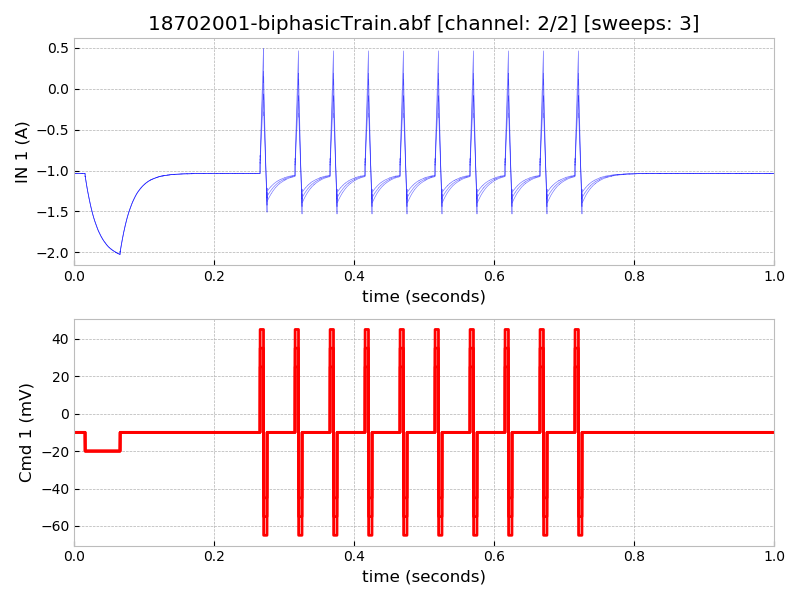 18702001-biphasicTrain.abf [channel: 2/2] [sweeps: 3]
0.5
0.0
−0.5
−1.0
−1.5
−2.0
IN 1 (A)
0.0 0.2 0.4 0.6 0.8 1.0
time (seconds)
40
20
0
−20
−40
−60
Cmd 1 (mV)
0.0 0.2 0.4 0.6 0.8 1.0
time (seconds)